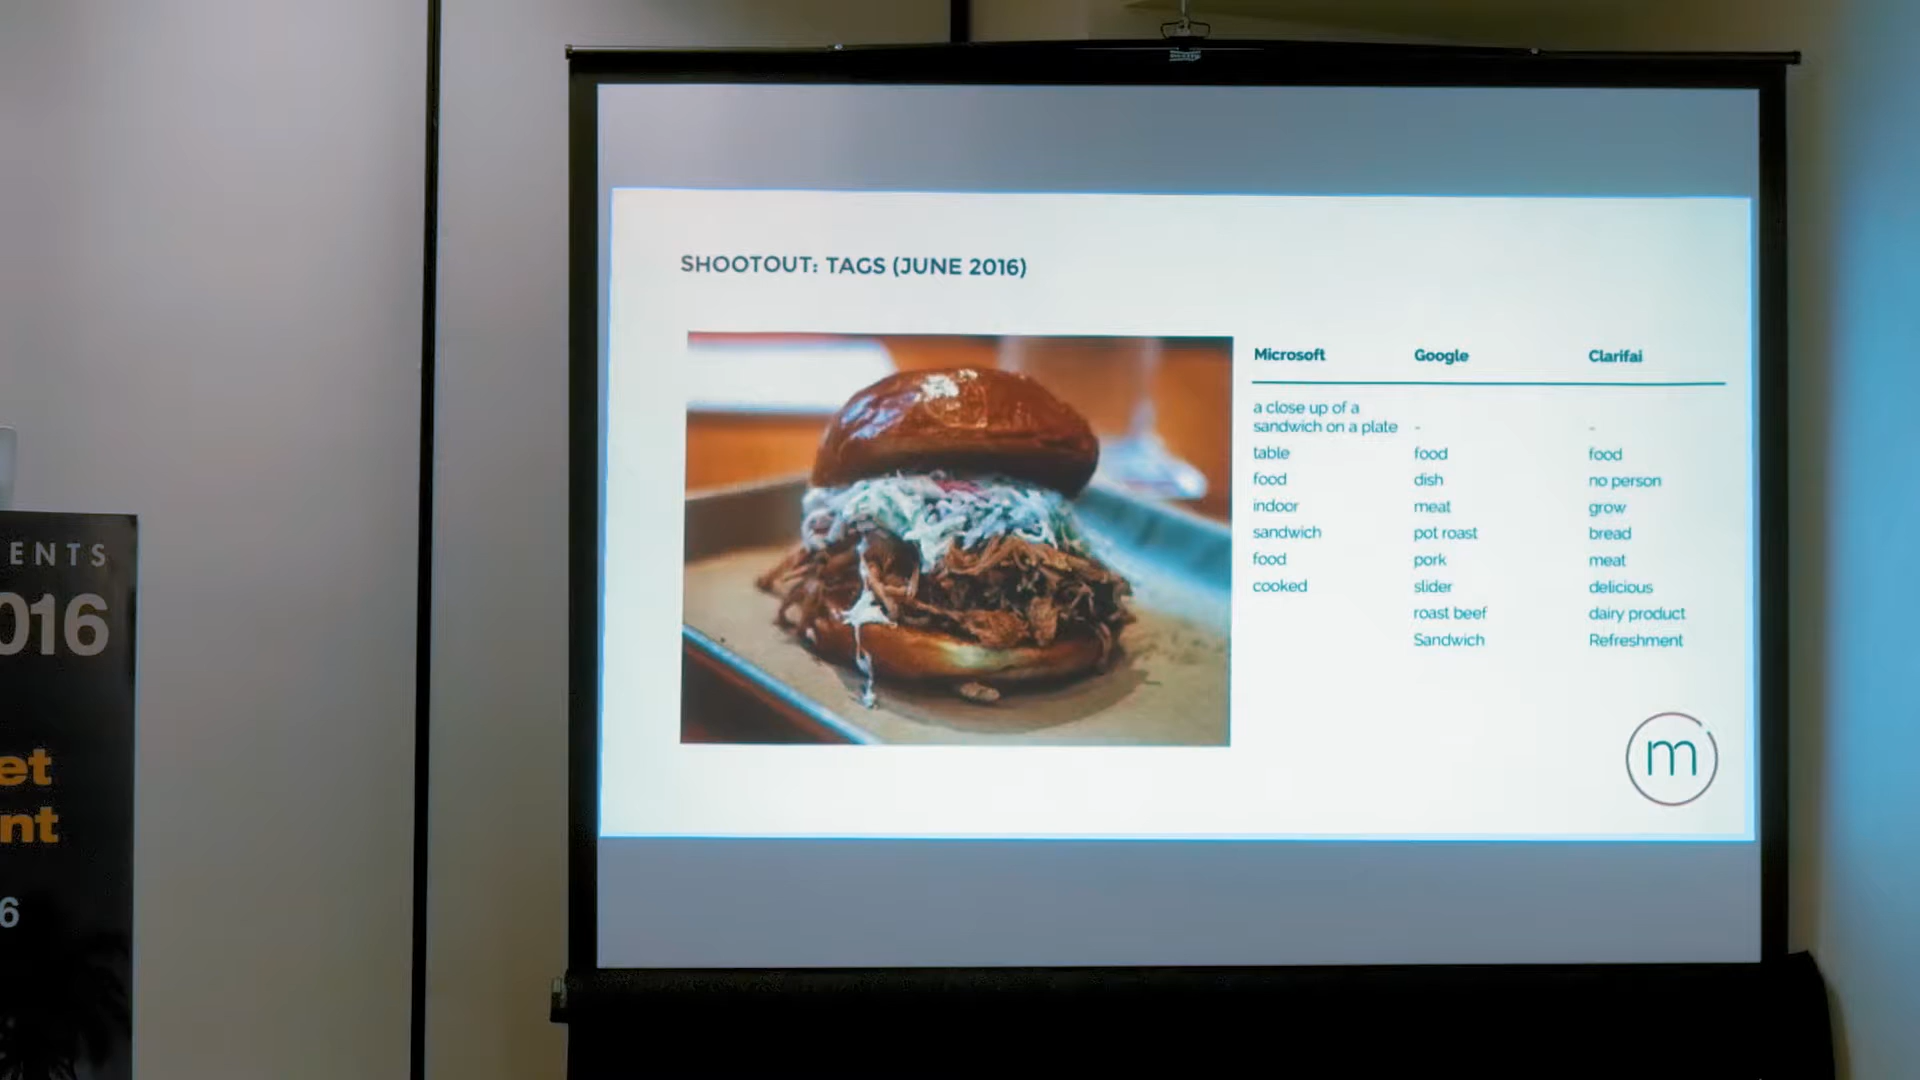 ENTS
016
et
nt
6
SHOOTOUT: TAGS (JUNE 2016)
Microsoft Google Clarifai
a close up of a
sandwich on a plate - -
table food food
food dish no person
indoor meat grow
sandwich pot roast bread
food pork meat
cooked slider delicious
roast beef dairy product
Sandwich Refreshment
m